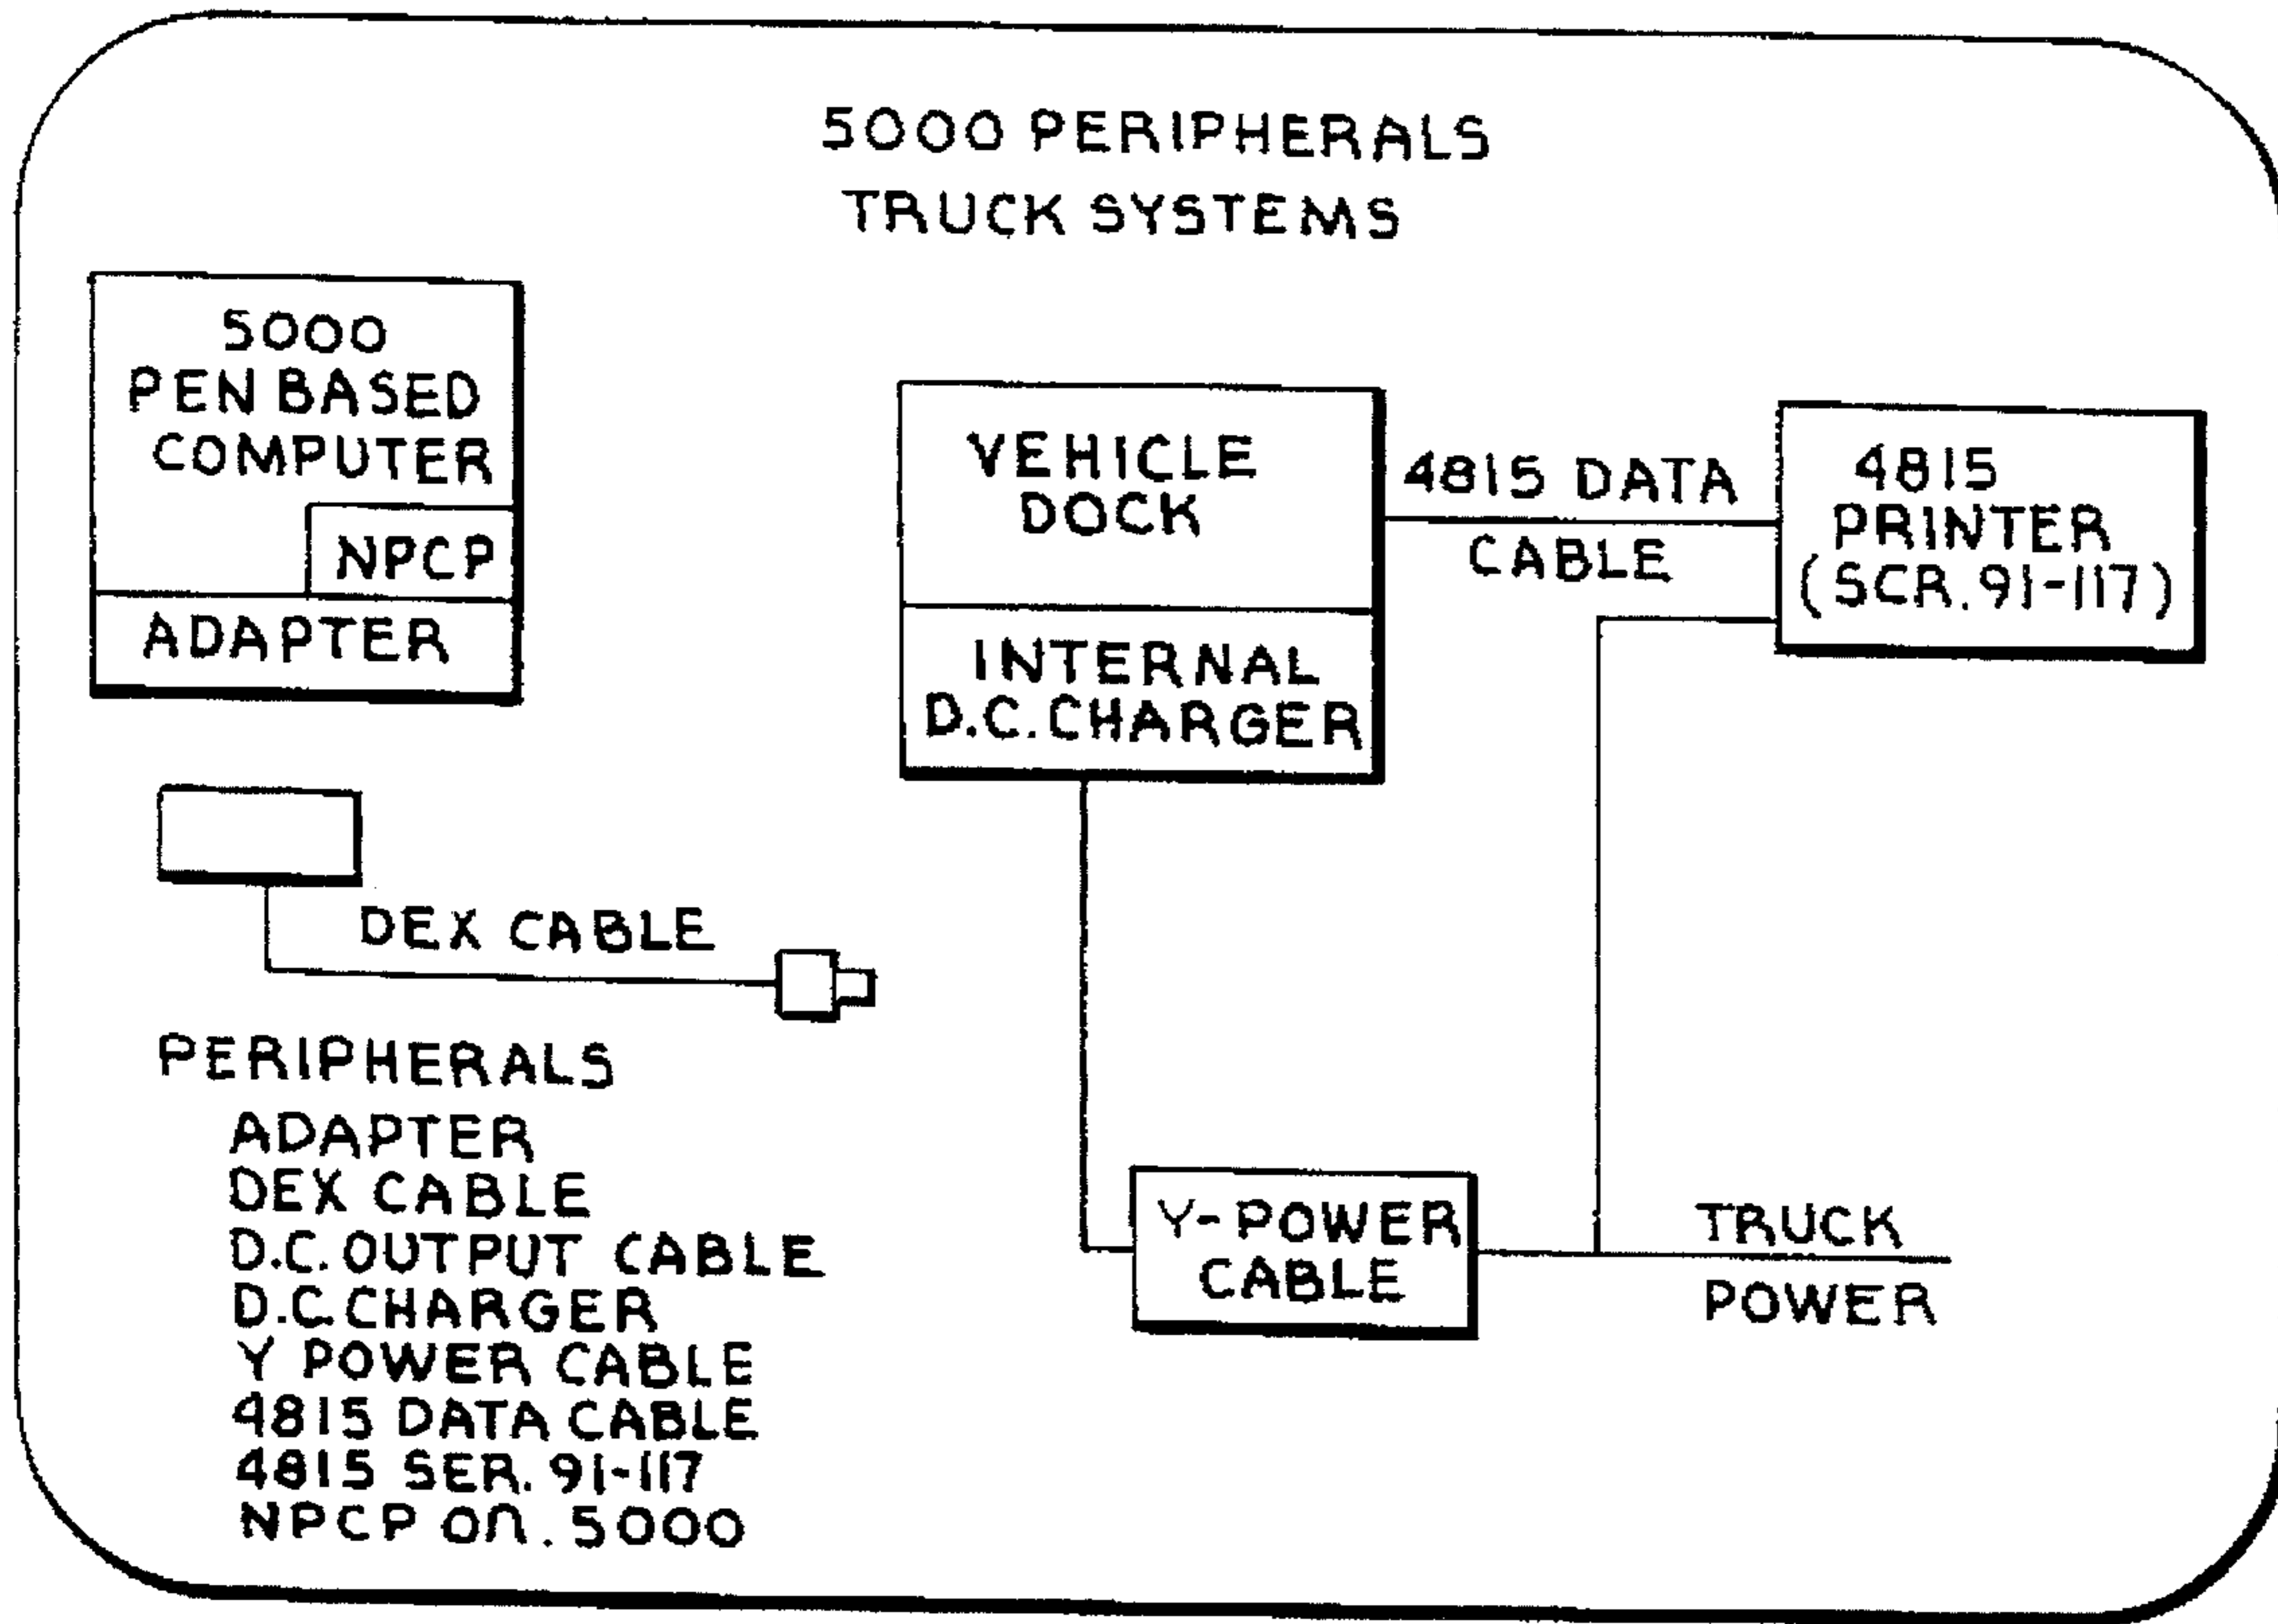 5000 PERIPHERALS
TRUCK SYSTEMS
5000
PEN BASED
COMPUTER
NPCP
ADAPTER
VEHICLE
DOCK
INTERNAL
D.C. CHARGER
4815 DATA
CABLE
4815
PRINTER
(SCR. 91-117)
DEX CABLE
Y-POWER
CABLE
TRUCK
POWER
PERIPHERALS
ADAPTER
DEX CABLE
D.C. OUTPUT CABLE
D.C. CHARGER
Y POWER CABLE
4815 DATA CABLE
4815 SER. 91-117
NPCP on. 5000